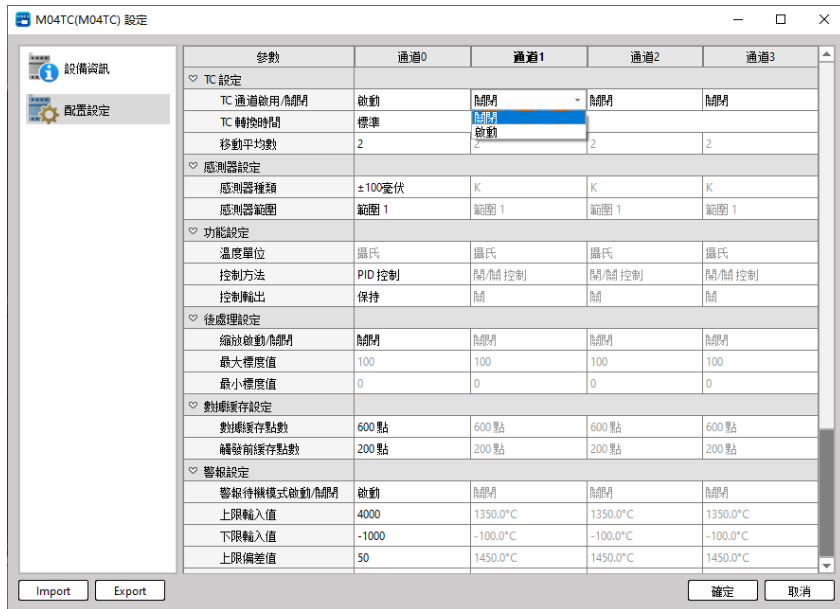 M04TC(M04TC) 設定
設備資訊
配置設定
參數 通道0 通道1 通道2 通道3
TC 設定
TC 通道啟用/關閉 啟動 關閉 關閉 關閉
關閉
啟動
TC 轉換時間 標準
移動平均數 2 2 2 2
感測器設定
感測器種類 ±100毫伏 K K K
感測器範圍 範圍 1 範圍 1 範圍 1 範圍 1
功能設定
溫度單位 攝氏 攝氏 攝氏 攝氏
控制方法 PID 控制 開/關 控制 開/關 控制 開/關 控制
控制輸出 保持 關 關 關
後處理設定
縮放啟動/關閉 關閉 關閉 關閉 關閉
最大標度值 100 100 100 100
最小標度值 0 0 0 0
數據緩存設定
數據緩存點數 600 點 600 點 600 點 600 點
觸發前緩存點數 200 點 200 點 200 點 200 點
警報設定
警報待機模式啟動/關閉 啟動 關閉 關閉 關閉
上限輸入值 4000 1350.0°C 1350.0°C 1350.0°C
下限輸入值 -1000 -100.0°C -100.0°C -100.0°C
上限偏差值 50 1450.0°C 1450.0°C 1450.0°C
Import Export 確定 取消